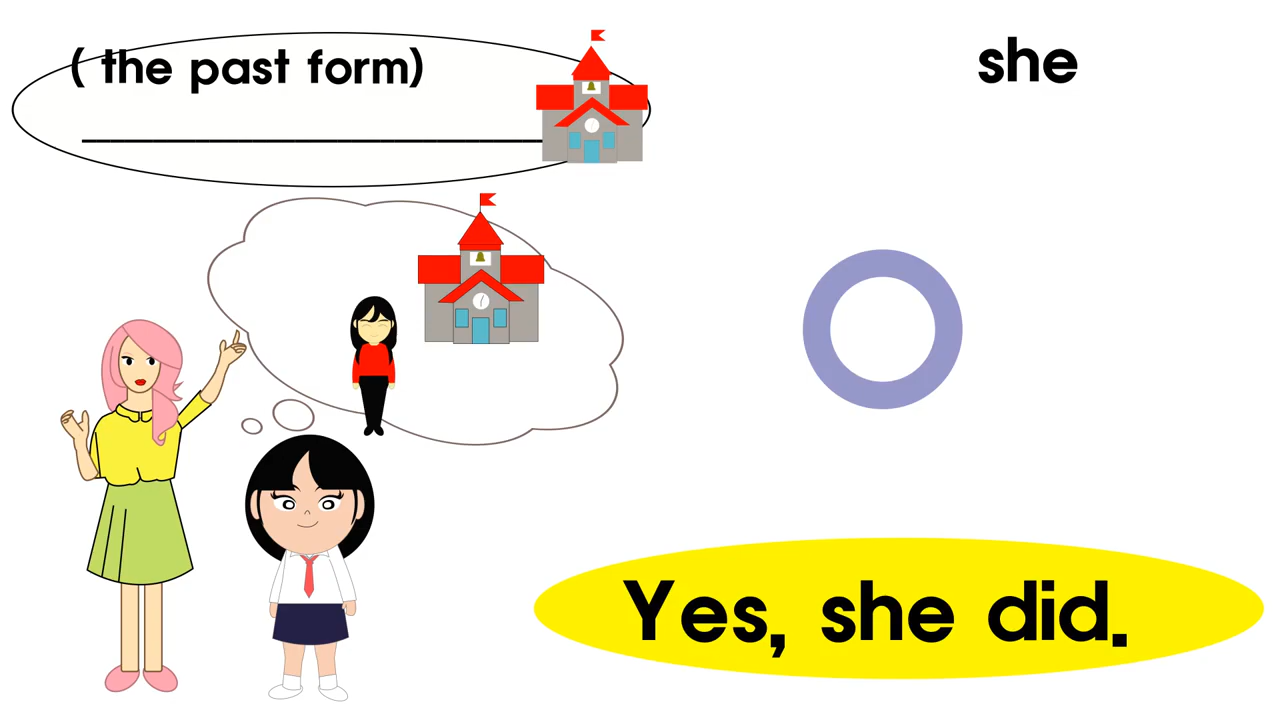 ( the past form)
she
Yes, she did.